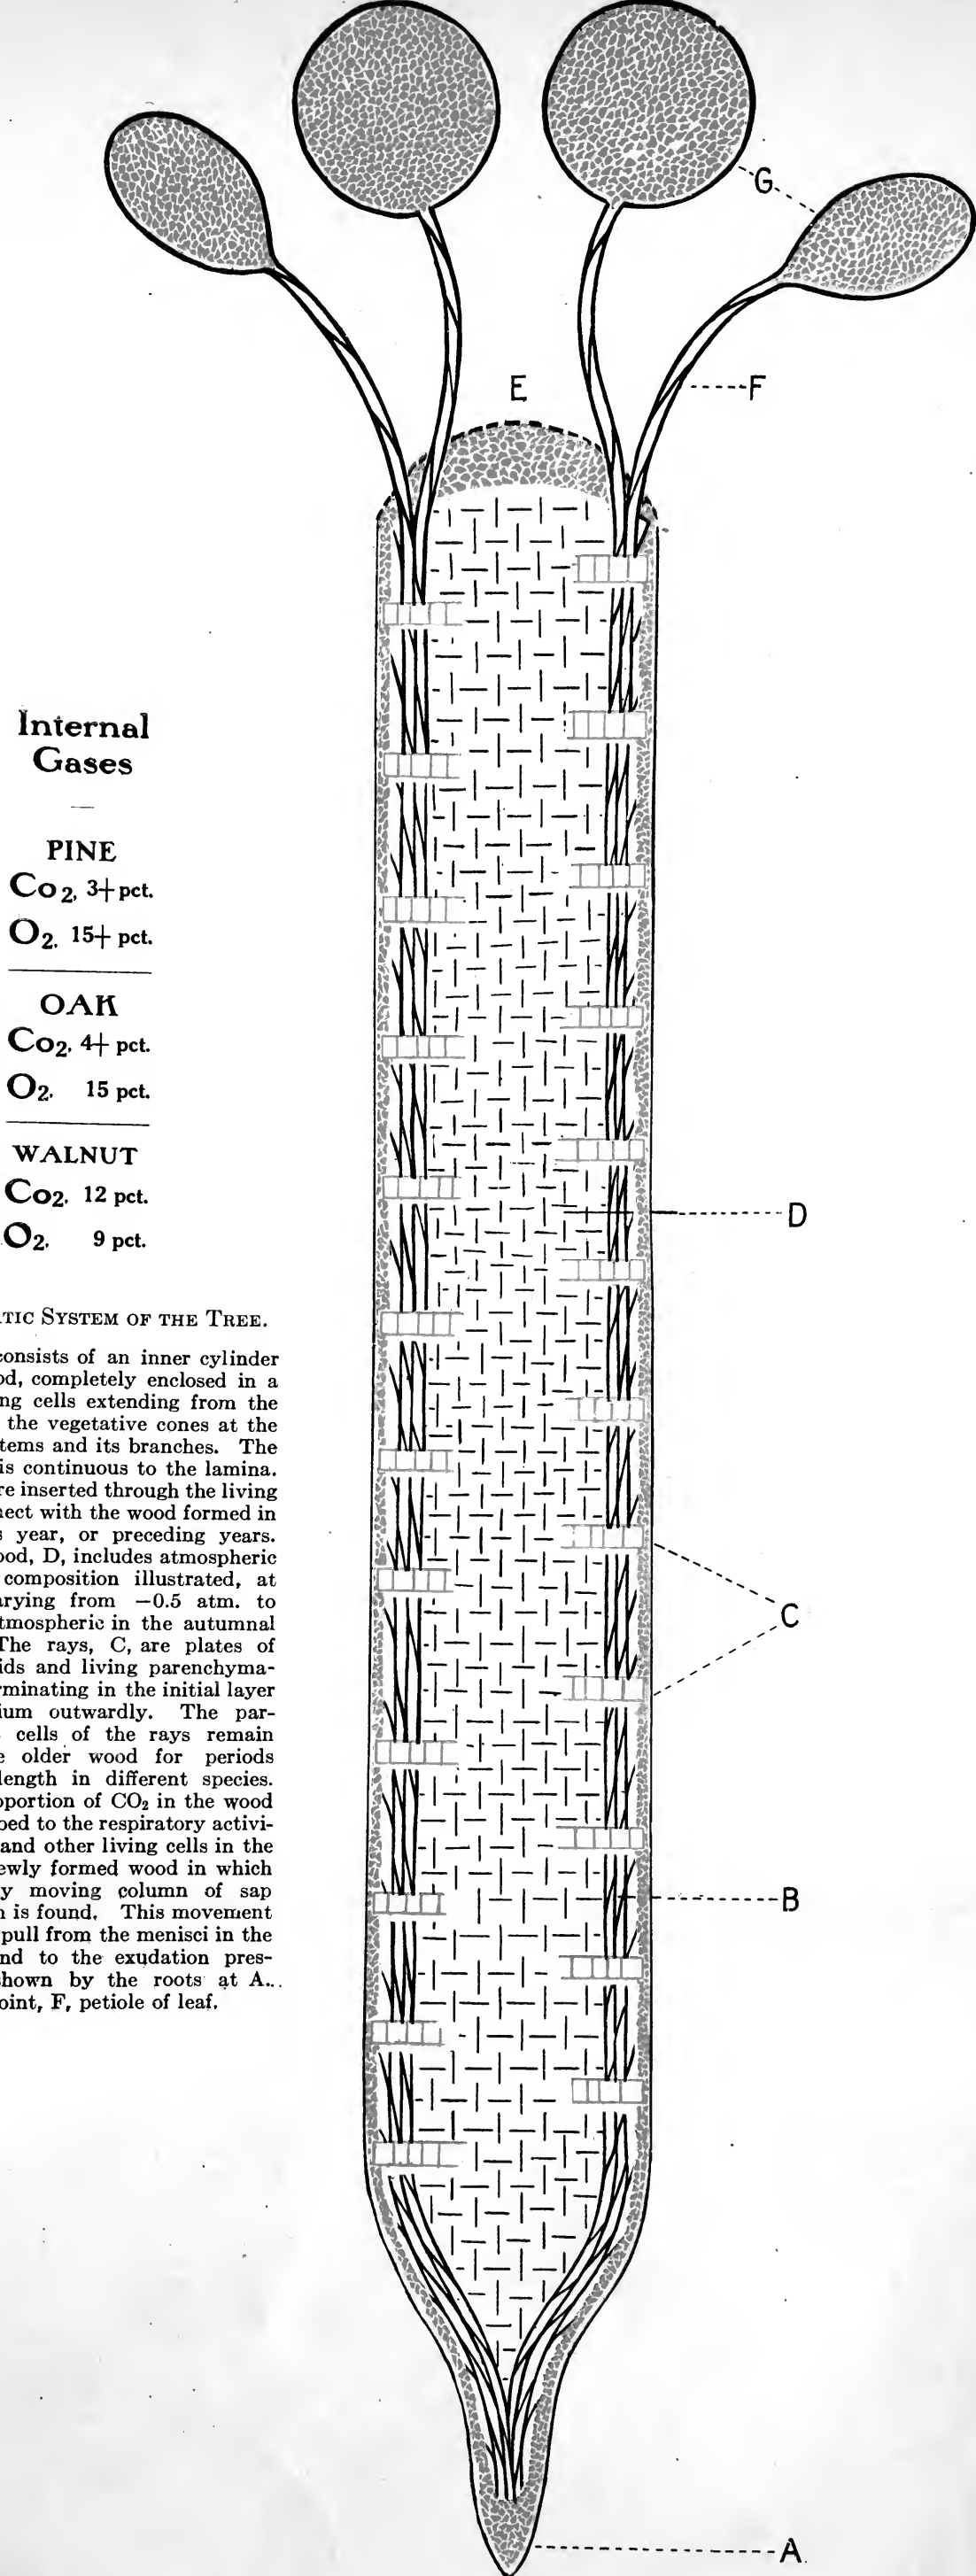 Internal
Gases
PINE
Co2, 3+ pct.
O2. 15+ pct.
OAK
Co2. 4+ pct.
O2. 15 pct.
WALNUT
Co2. 12 pct.
O2. 9 pct.
TIC SYSTEM OF THE TREE.
consists of an inner cylinder
od, completely enclosed in a
ng cells extending from the
the vegetative cones at the
tems and its branches. The
is continuous to the lamina.
re inserted through the living
nect with the wood formed in
s year, or preceding years.
ood, D, includes atmospheric
composition illustrated, at
arying from −0.5 atm. to
tmospheric in the autumnal
The rays, C, are plates of
ids and living parenchyma-
rminating in the initial layer
ium outwardly. The par-
cells of the rays remain
e older wood for periods
length in different species.
oportion of CO2 in the wood
bed to the respiratory activi-
and other living cells in the
ewly formed wood in which
y moving column of sap
n is found. This movement
pull from the menisci in the
nd to the exudation pres-
shown by the roots at A..
oint, F, petiole of leaf.
G
E
F
D
C
B
A